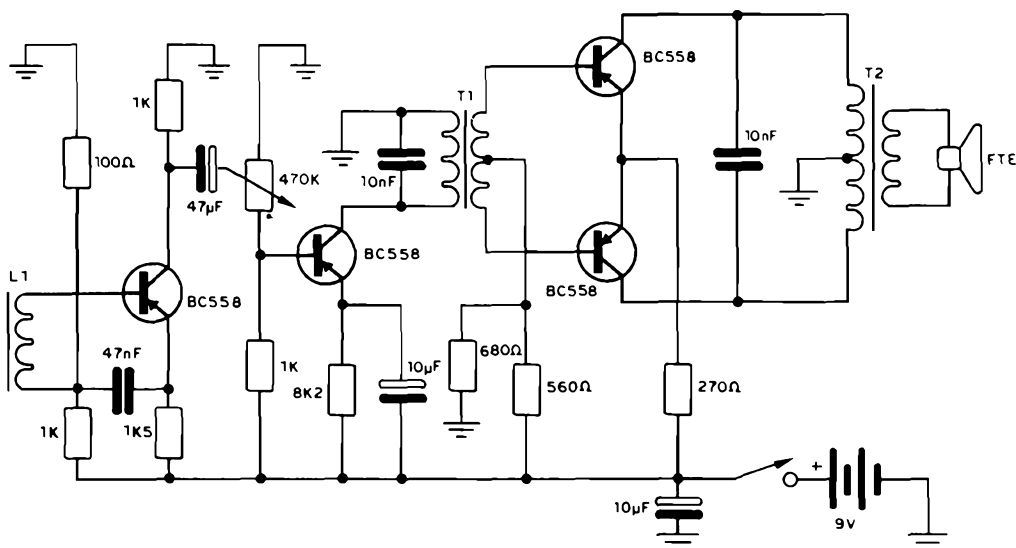 BC558
T1
T2
1K
100Ω
47µF
470K
10nF
10nF
FTE
L1
BC558
BC558
BC558
47nF
1K
1K5
1K
8K2
10µF
680Ω
560Ω
270Ω
10µF
+
9V